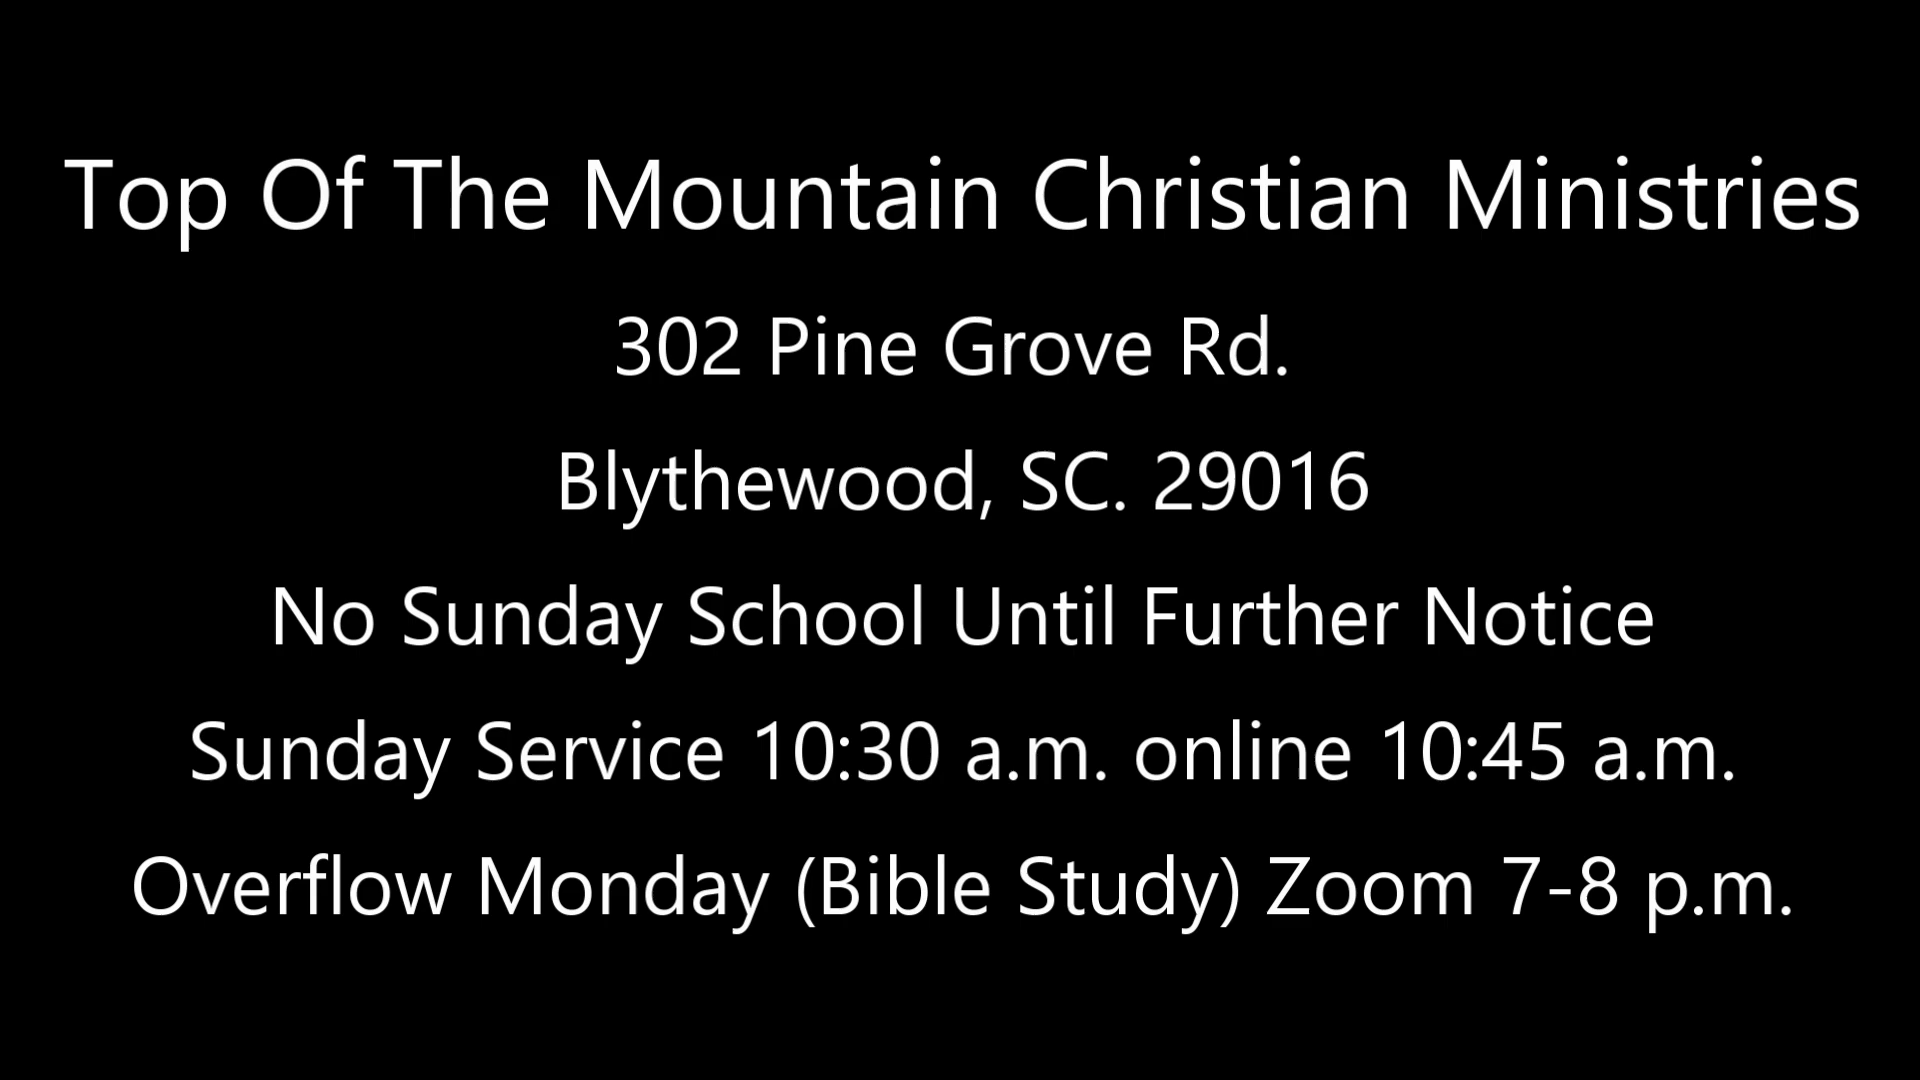 Top Of The Mountain Christian Ministries
302 Pine Grove Rd.
Blythewood, SC. 29016
No Sunday School Until Further Notice
Sunday Service 10:30 a.m. online 10:45 a.m.
Overflow Monday (Bible Study) Zoom 7-8 p.m.